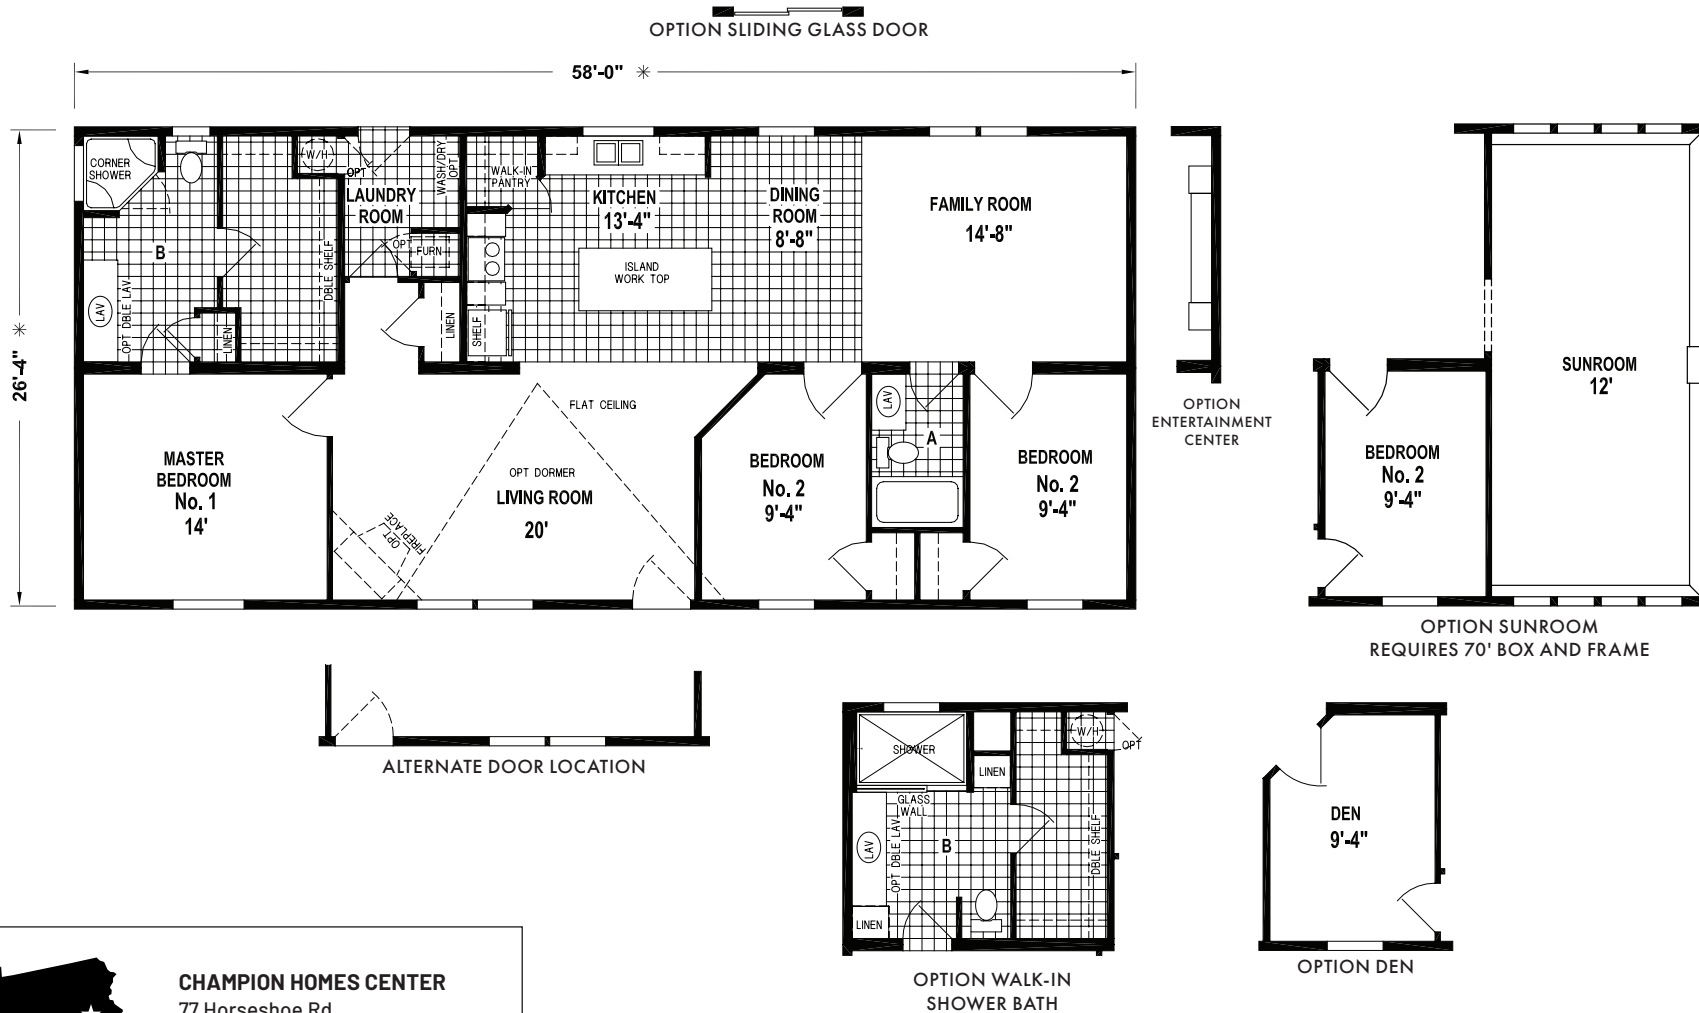 OPTION SLIDING GLASS DOOR
58'-0" ✳
26'-4" ✳
CORNER
SHOWER
W/H
OPT
WASH/DRY
OPT
LAUNDRY
ROOM
WALK-IN
PANTRY
KITCHEN
13'-4"
DINING
ROOM
8'-8"
FAMILY ROOM
14'-8"
B
LAV
OPT DBLE LAV
LINEN
DBLE SHELF
OPT
FURN
LINEN
SHELF
ISLAND
WORK TOP
MASTER
BEDROOM
No. 1
14'
FLAT CEILING
OPT DORMER
LIVING ROOM
20'
OPT
FIREPLACE
BEDROOM
No. 2
9'-4"
LAV
A
BEDROOM
No. 2
9'-4"
OPTION
ENTERTAINMENT
CENTER
SUNROOM
12'
BEDROOM
No. 2
9'-4"
OPTION SUNROOM
REQUIRES 70' BOX AND FRAME
ALTERNATE DOOR LOCATION
SHOWER
W/H
OPT
LINEN
GLASS
WALL
LAV
OPT DBLE LAV
B
DBLE SHELF
LINEN
OPTION WALK-IN
SHOWER BATH
DEN
9'-4"
OPTION DEN
CHAMPION HOMES CENTER
77 Horseshoe Rd